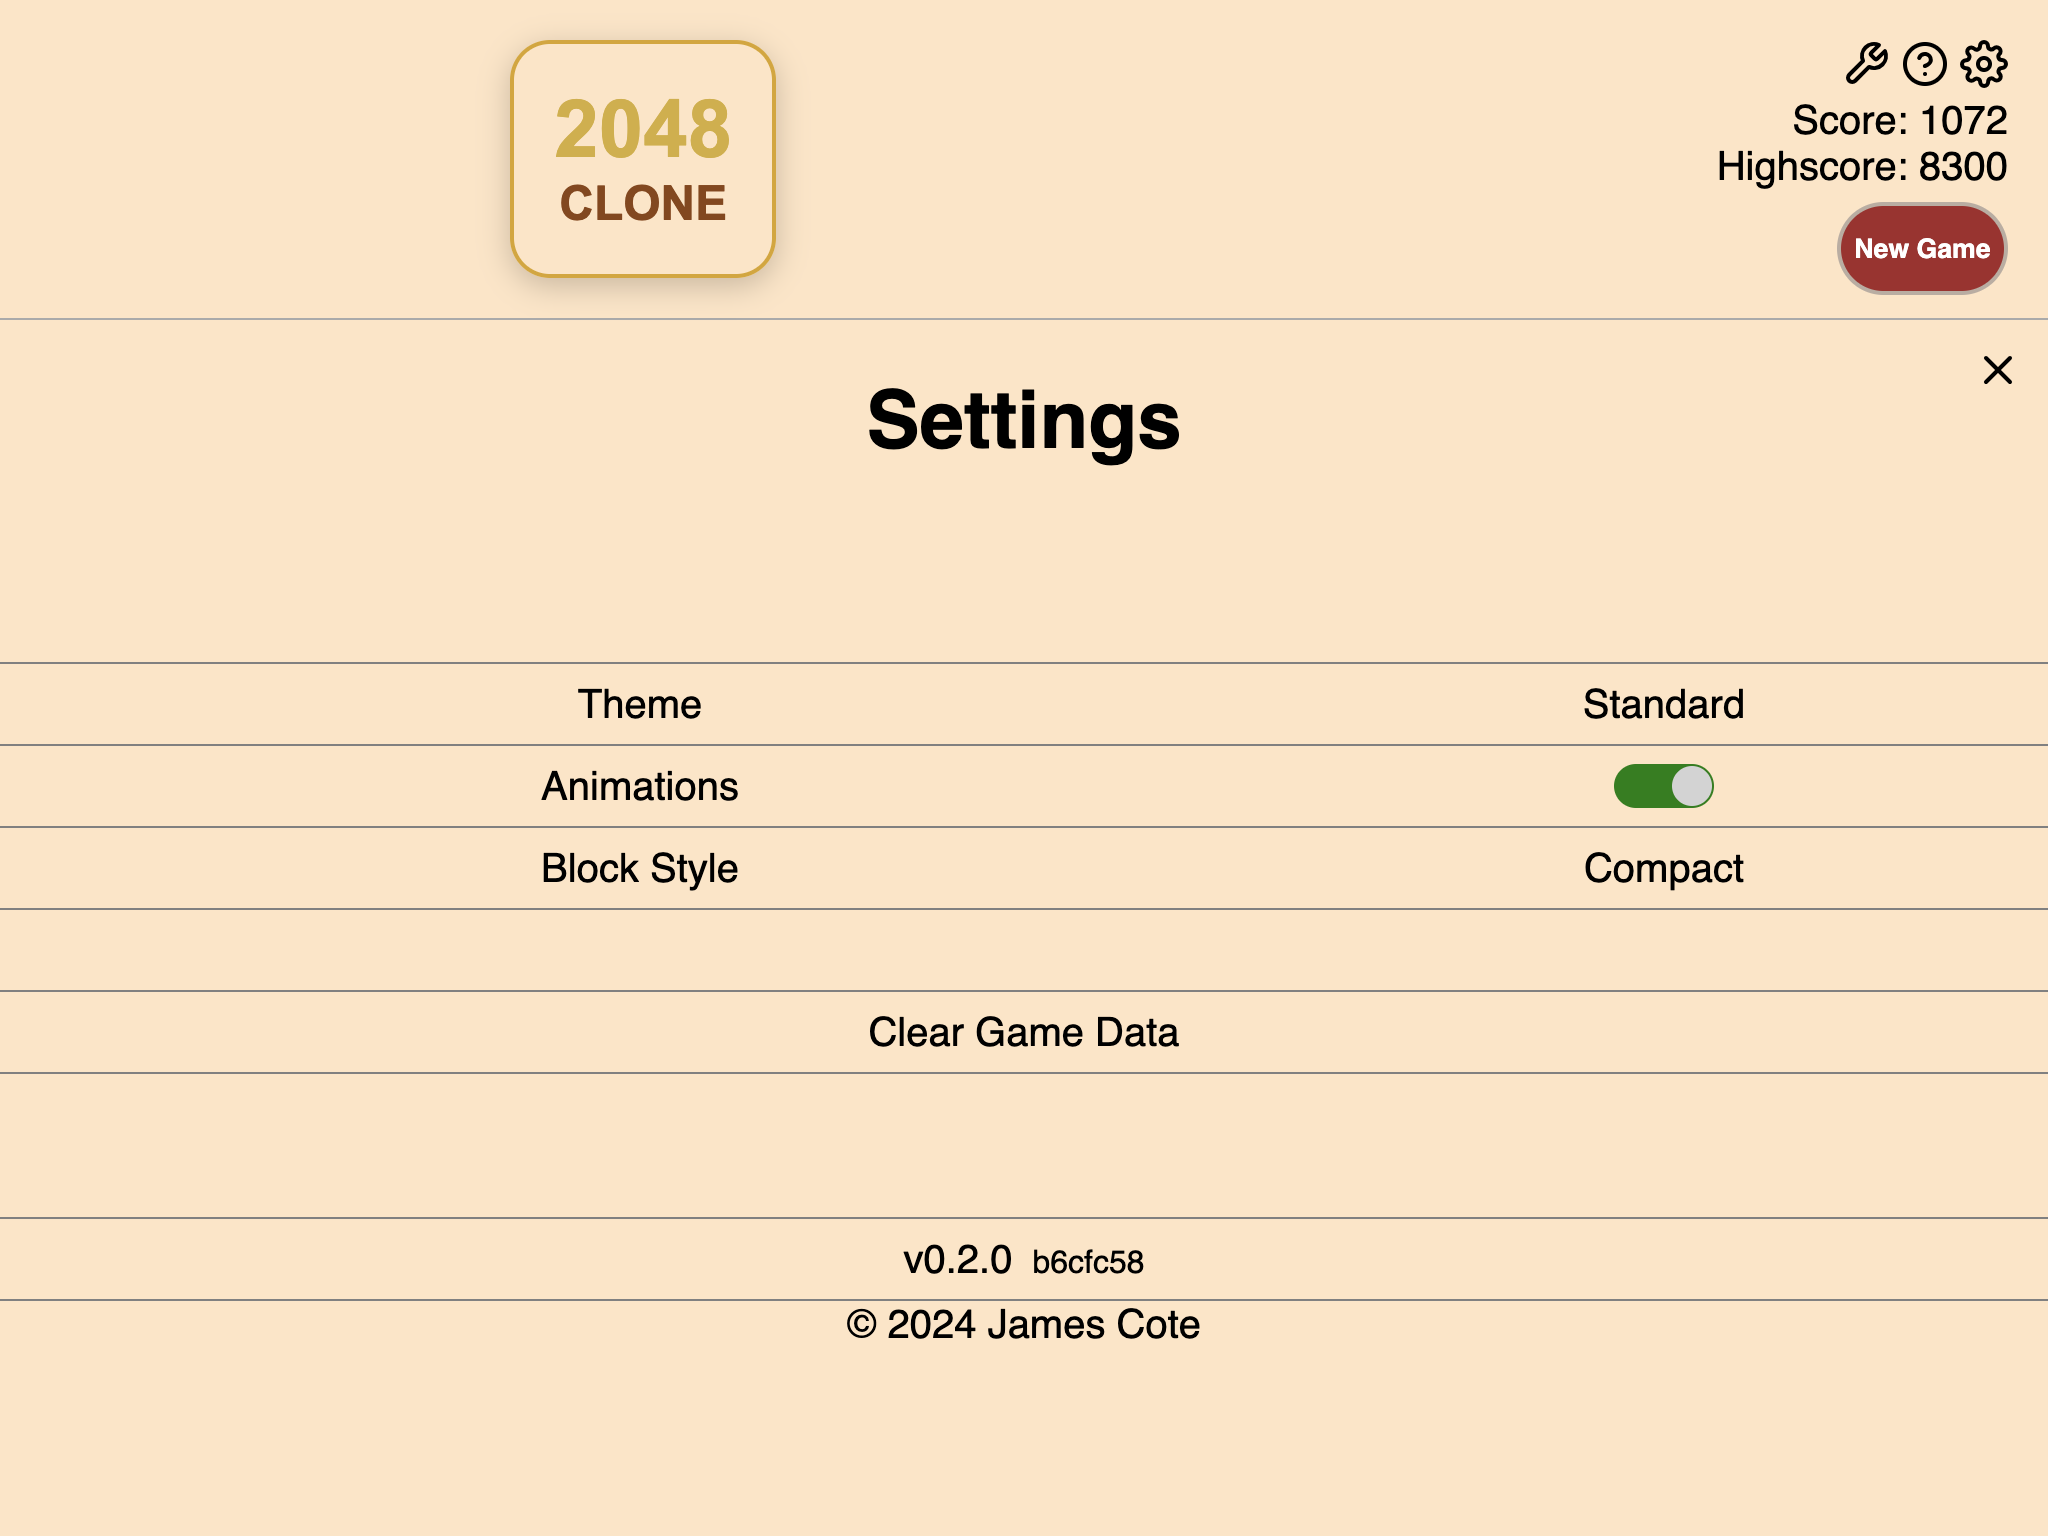 2048
CLONE
Score: 1072
Highscore: 8300
New Game
Settings
Theme Standard
Animations
Block Style Compact
Clear Game Data
v0.2.0 b6cfc58
© 2024 James Cote